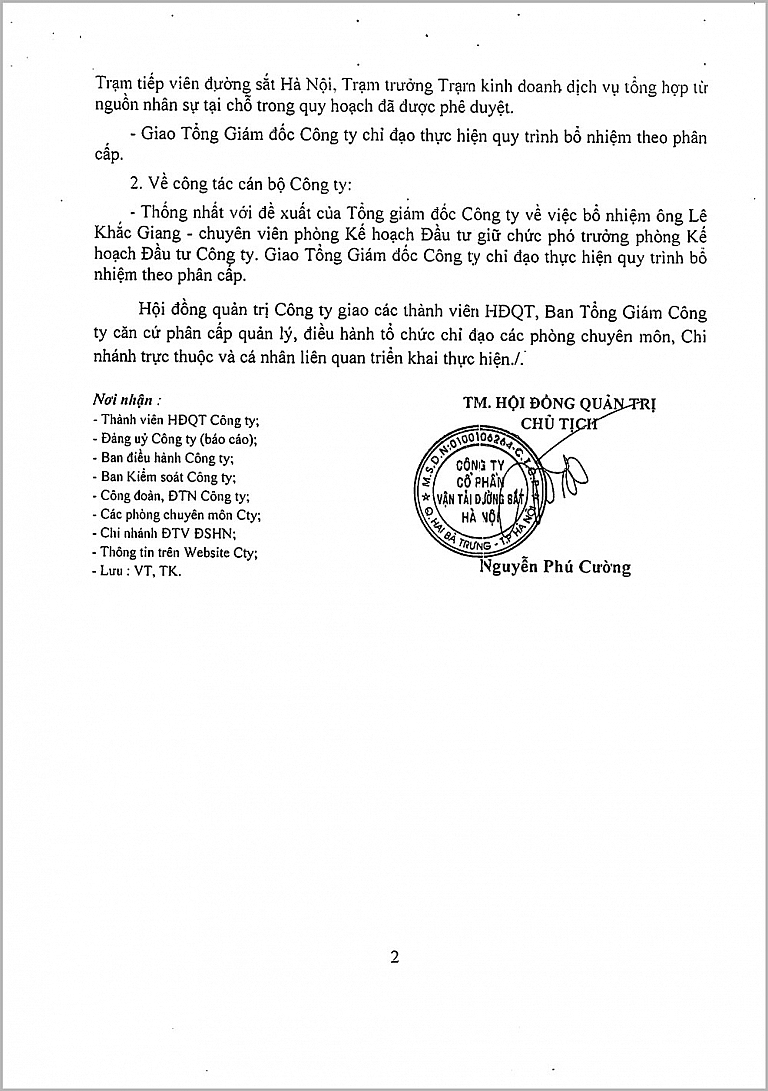 Trạm tiếp viên đường sắt Hà Nội, Trạm trưởng Trạm kinh doanh dịch vụ tổng hợp từ
nguồn nhân sự tại chỗ trong quy hoạch đã được phê duyệt.
- Giao Tổng Giám đốc Công ty chỉ đạo thực hiện quy trình bổ nhiệm theo phân
cấp.
2. Về công tác cán bộ Công ty:
- Thống nhất với đề xuất của Tổng giám đốc Công ty về việc bổ nhiệm ông Lê
Khắc Giang - chuyên viên phòng Kế hoạch Đầu tư giữ chức phó trưởng phòng Kế
hoạch Đầu tư Công ty. Giao Tổng Giám đốc Công ty chỉ đạo thực hiện quy trình bổ
nhiệm theo phân cấp.
Hội đồng quản trị Công ty giao các thành viên HĐQT, Ban Tổng Giám Công
ty căn cứ phân cấp quản lý, điều hành tổ chức chỉ đạo các phòng chuyên môn, Chi
nhánh trực thuộc và cá nhân liên quan triển khai thực hiện./.
Nơi nhận :
- Thành viên HĐQT Công ty;
- Đảng uỷ Công ty (báo cáo);
- Ban điều hành Công ty;
- Ban Kiểm soát Công ty;
- Công đoàn, ĐTN Công ty;
- Các phòng chuyên môn Cty;
- Chi nhánh ĐTV ĐSHN;
- Thông tin trên Website Cty;
- Lưu : VT, TK.
TM. HỘI ĐỒNG QUẢN TRỊ
CHỦ TỊCH
M.S.D.N:0100106264-C.T.C.P
CÔNG TY
CỔ PHẦN
VẬN TẢI ĐƯỜNG SẮT
HÀ NỘI
Q. HAI BÀ TRƯNG - T.P HÀ NỘI
Nguyễn Phú Cường
2